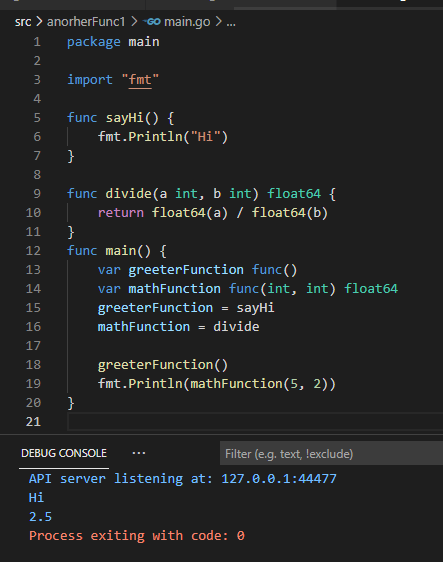 src > anorherFunc1 > GO main.go > ...
1 package main
2
3 import "fmt"
4
5 func sayHi() {
6 fmt.Println("Hi")
7 }
8
9 func divide(a int, b int) float64 {
10 return float64(a) / float64(b)
11 }
12 func main() {
13 var greeterFunction func()
14 var mathFunction func(int, int) float64
15 greeterFunction = sayHi
16 mathFunction = divide
17
18 greeterFunction()
19 fmt.Println(mathFunction(5, 2))
20 }
21
DEBUG CONSOLE ... Filter (e.g. text, !exclude)
API server listening at: 127.0.0.1:44477
Hi
2.5
Process exiting with code: 0